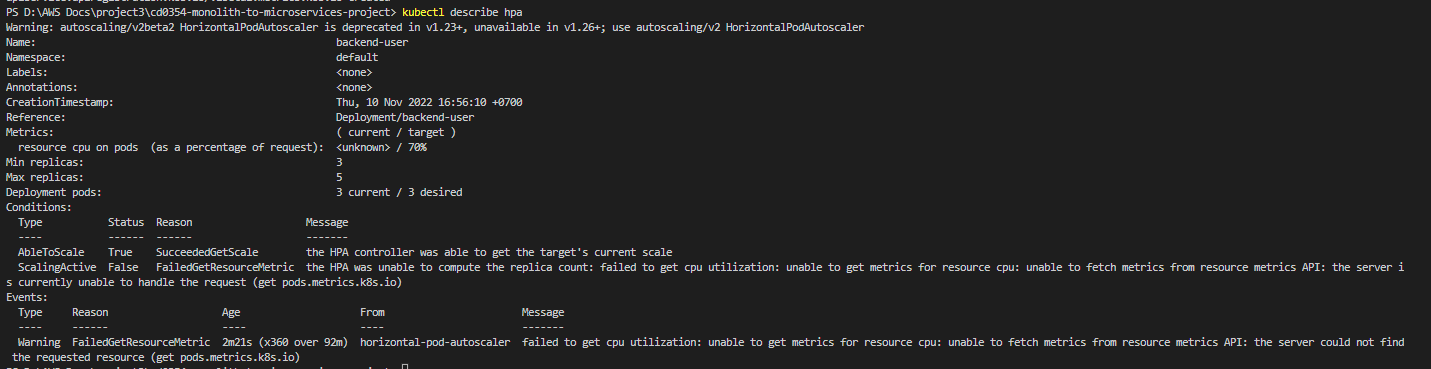 PS D:\AWS Docs\project3\cd0354-monolith-to-microservices-project> kubectl describe hpa
Warning: autoscaling/v2beta2 HorizontalPodAutoscaler is deprecated in v1.23+, unavailable in v1.26+; use autoscaling/v2 HorizontalPodAutoscaler
Name: backend-user
Namespace: default
Labels: <none>
Annotations: <none>
CreationTimestamp: Thu, 10 Nov 2022 16:56:10 +0700
Reference: Deployment/backend-user
Metrics: ( current / target )
resource cpu on pods (as a percentage of request): <unknown> / 70%
Min replicas: 3
Max replicas: 5
Deployment pods: 3 current / 3 desired
Conditions:
Type Status Reason Message
---- ------ ------ -------
AbleToScale True SucceededGetScale the HPA controller was able to get the target's current scale
ScalingActive False FailedGetResourceMetric the HPA was unable to compute the replica count: failed to get cpu utilization: unable to get metrics for resource cpu: unable to fetch metrics from resource metrics API: the server i
s currently unable to handle the request (get pods.metrics.k8s.io)
Events:
Type Reason Age From Message
---- ------ ---- ---- -------
Warning FailedGetResourceMetric 2m21s (x360 over 92m) horizontal-pod-autoscaler failed to get cpu utilization: unable to get metrics for resource cpu: unable to fetch metrics from resource metrics API: the server could not find
the requested resource (get pods.metrics.k8s.io)